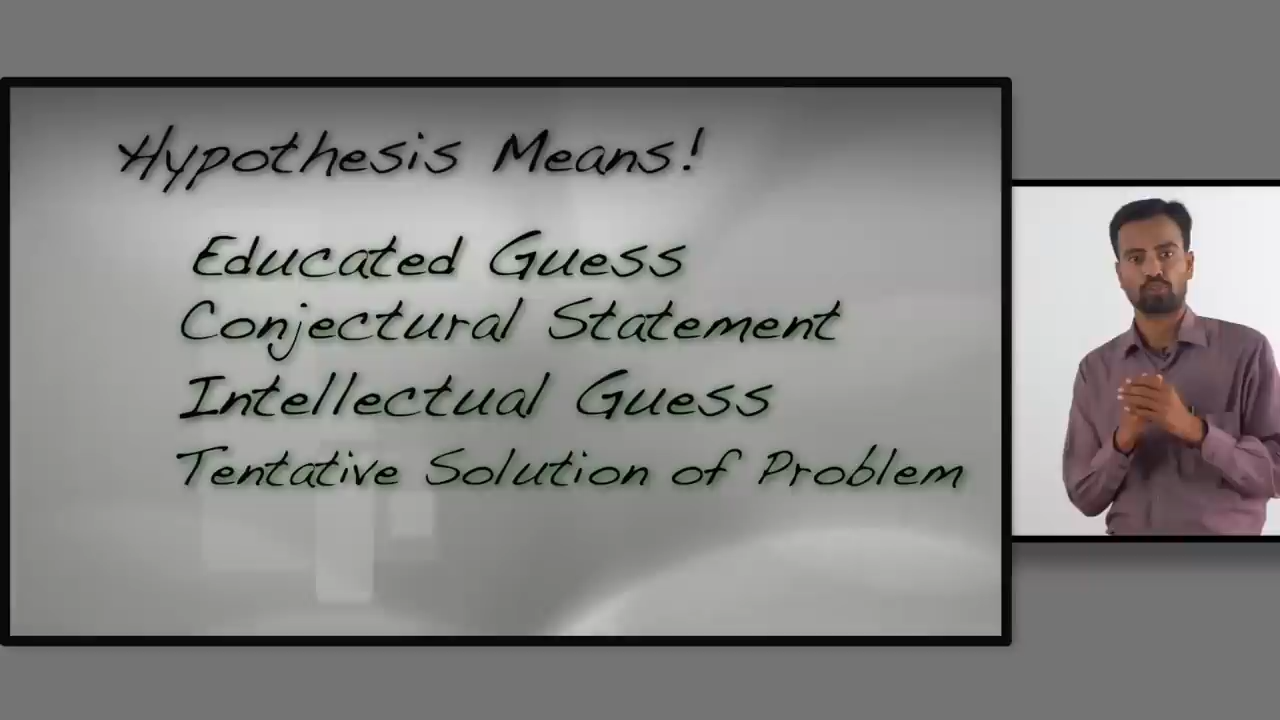 Hypothesis Means!
Educated Guess
Conjectural Statement
Intellectual Guess
Tentative Solution of Problem